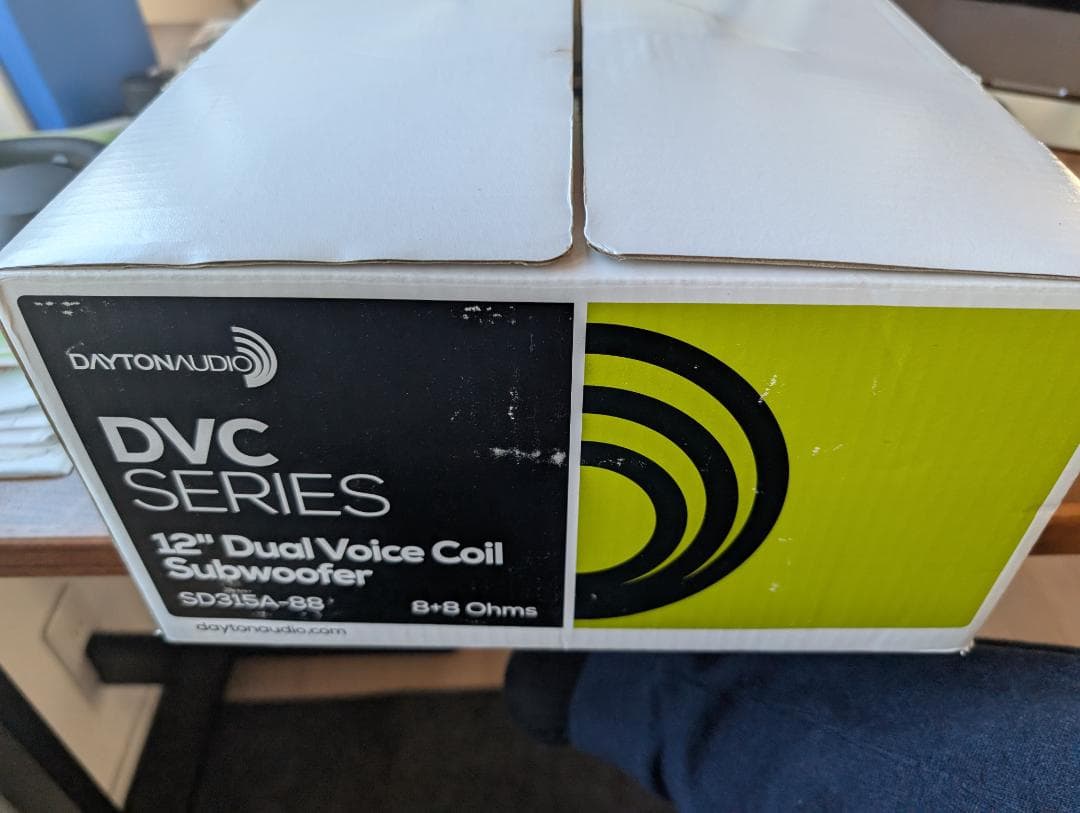 DAYTONAUDIO
DVC
SERIES
12" Dual Voice Coil
Subwoofer
SD315A-88
8+8 Ohms
daytonaudio.com